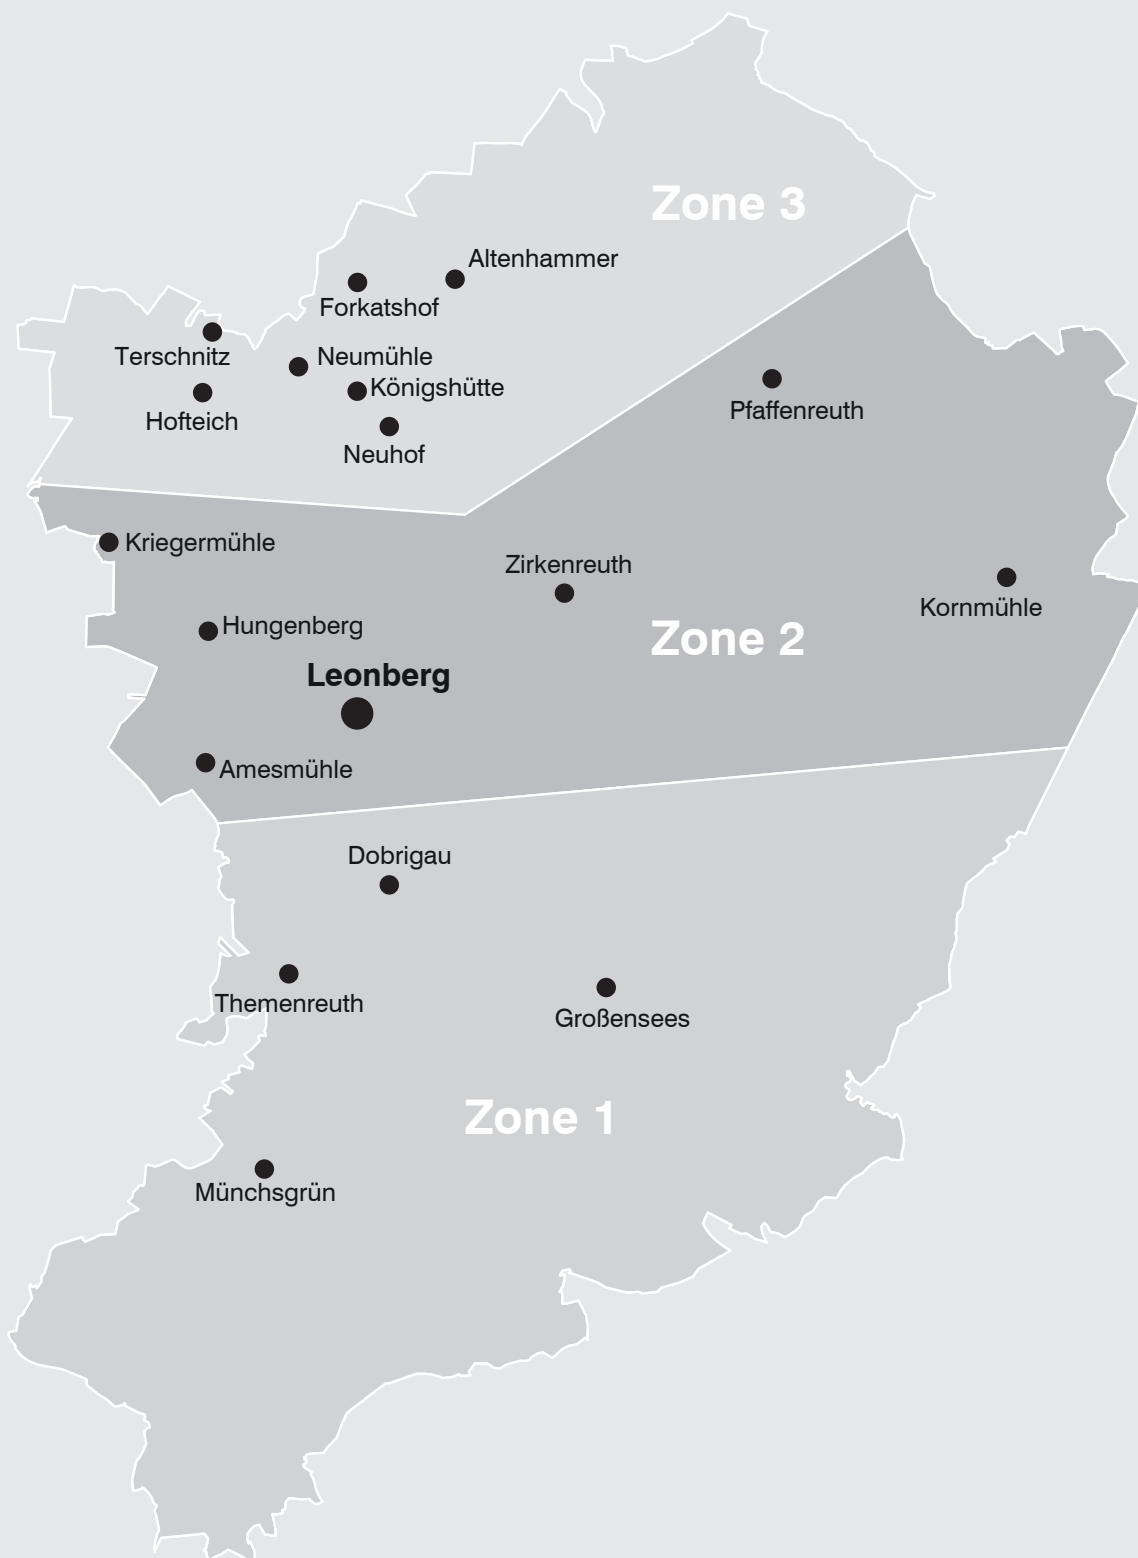 Zone 3
Altenhammer
Forkatshof
Terschnitz
Neumühle
Königshütte
Hofteich
Pfaffenreuth
Neuhof
Kriegermühle
Zirkenreuth
Kornmühle
Hungenberg
Zone 2
Leonberg
Amesmühle
Dobrigau
Themenreuth
Großensees
Zone 1
Münchsgrün